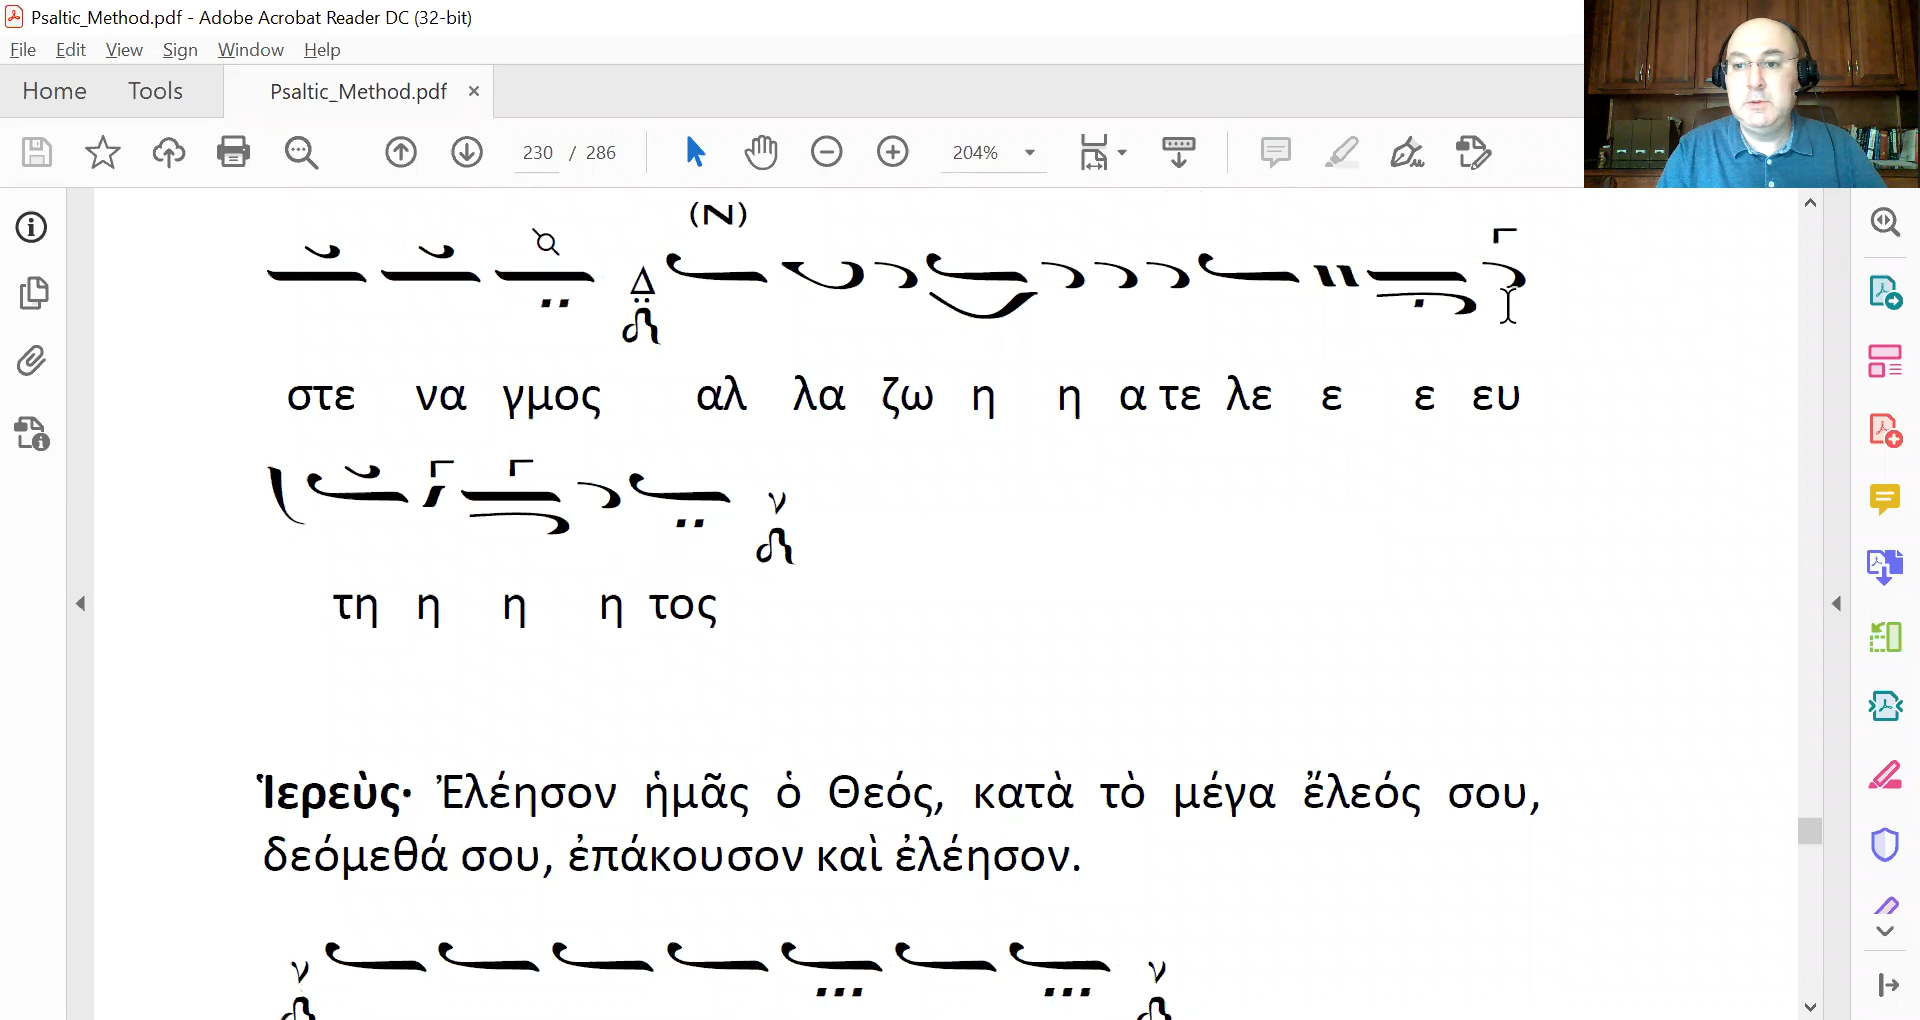 Psaltic_Method.pdf - Adobe Acrobat Reader DC (32-bit)
File Edit View Sign Window Help
Home Tools Psaltic_Method.pdf ×
230 / 286 204%
(Ν)
Δ
στε να γμος αλ λα ζω η η α τε λε ε ε ευ
ν
τη η η η τος
Ἱερεὺς· Ἐλέησον ἡμᾶς ὁ Θεός, κατὰ τὸ μέγα ἔλεός σου,
δεόμεθά σου, ἐπάκουσον καὶ ἐλέησον.
ν ν